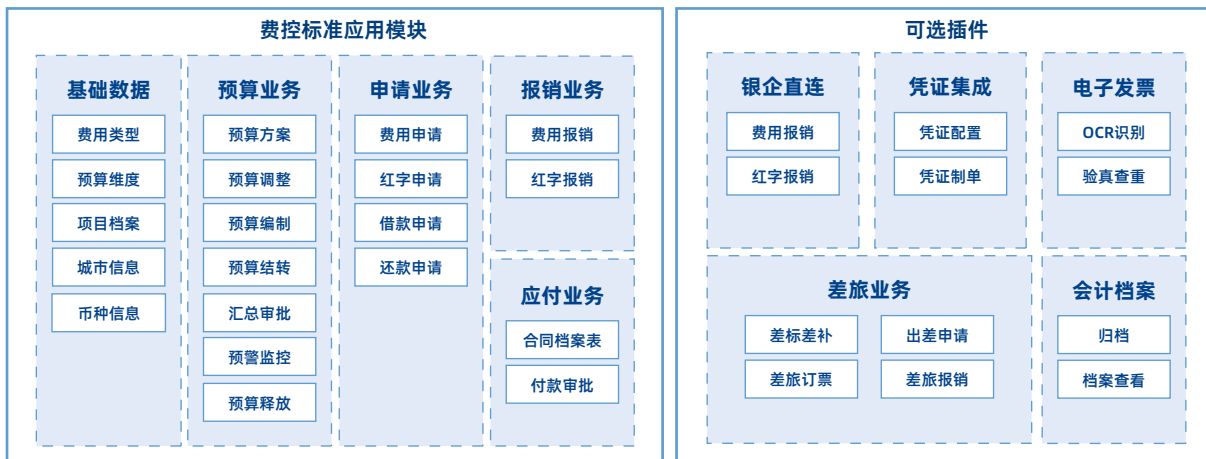 费控标准应用模块
基础数据
费用类型
预算维度
项目档案
城市信息
币种信息
预算业务
预算方案
预算调整
预算编制
预算结转
汇总审批
预警监控
预算释放
申请业务
费用申请
红字申请
借款申请
还款申请
报销业务
费用报销
红字报销
应付业务
合同档案表
付款审批
可选插件
银企直连
费用报销
红字报销
凭证集成
凭证配置
凭证制单
电子发票
OCR识别
验真查重
差旅业务
差标差补
出差申请
差旅订票
差旅报销
会计档案
归档
档案查看